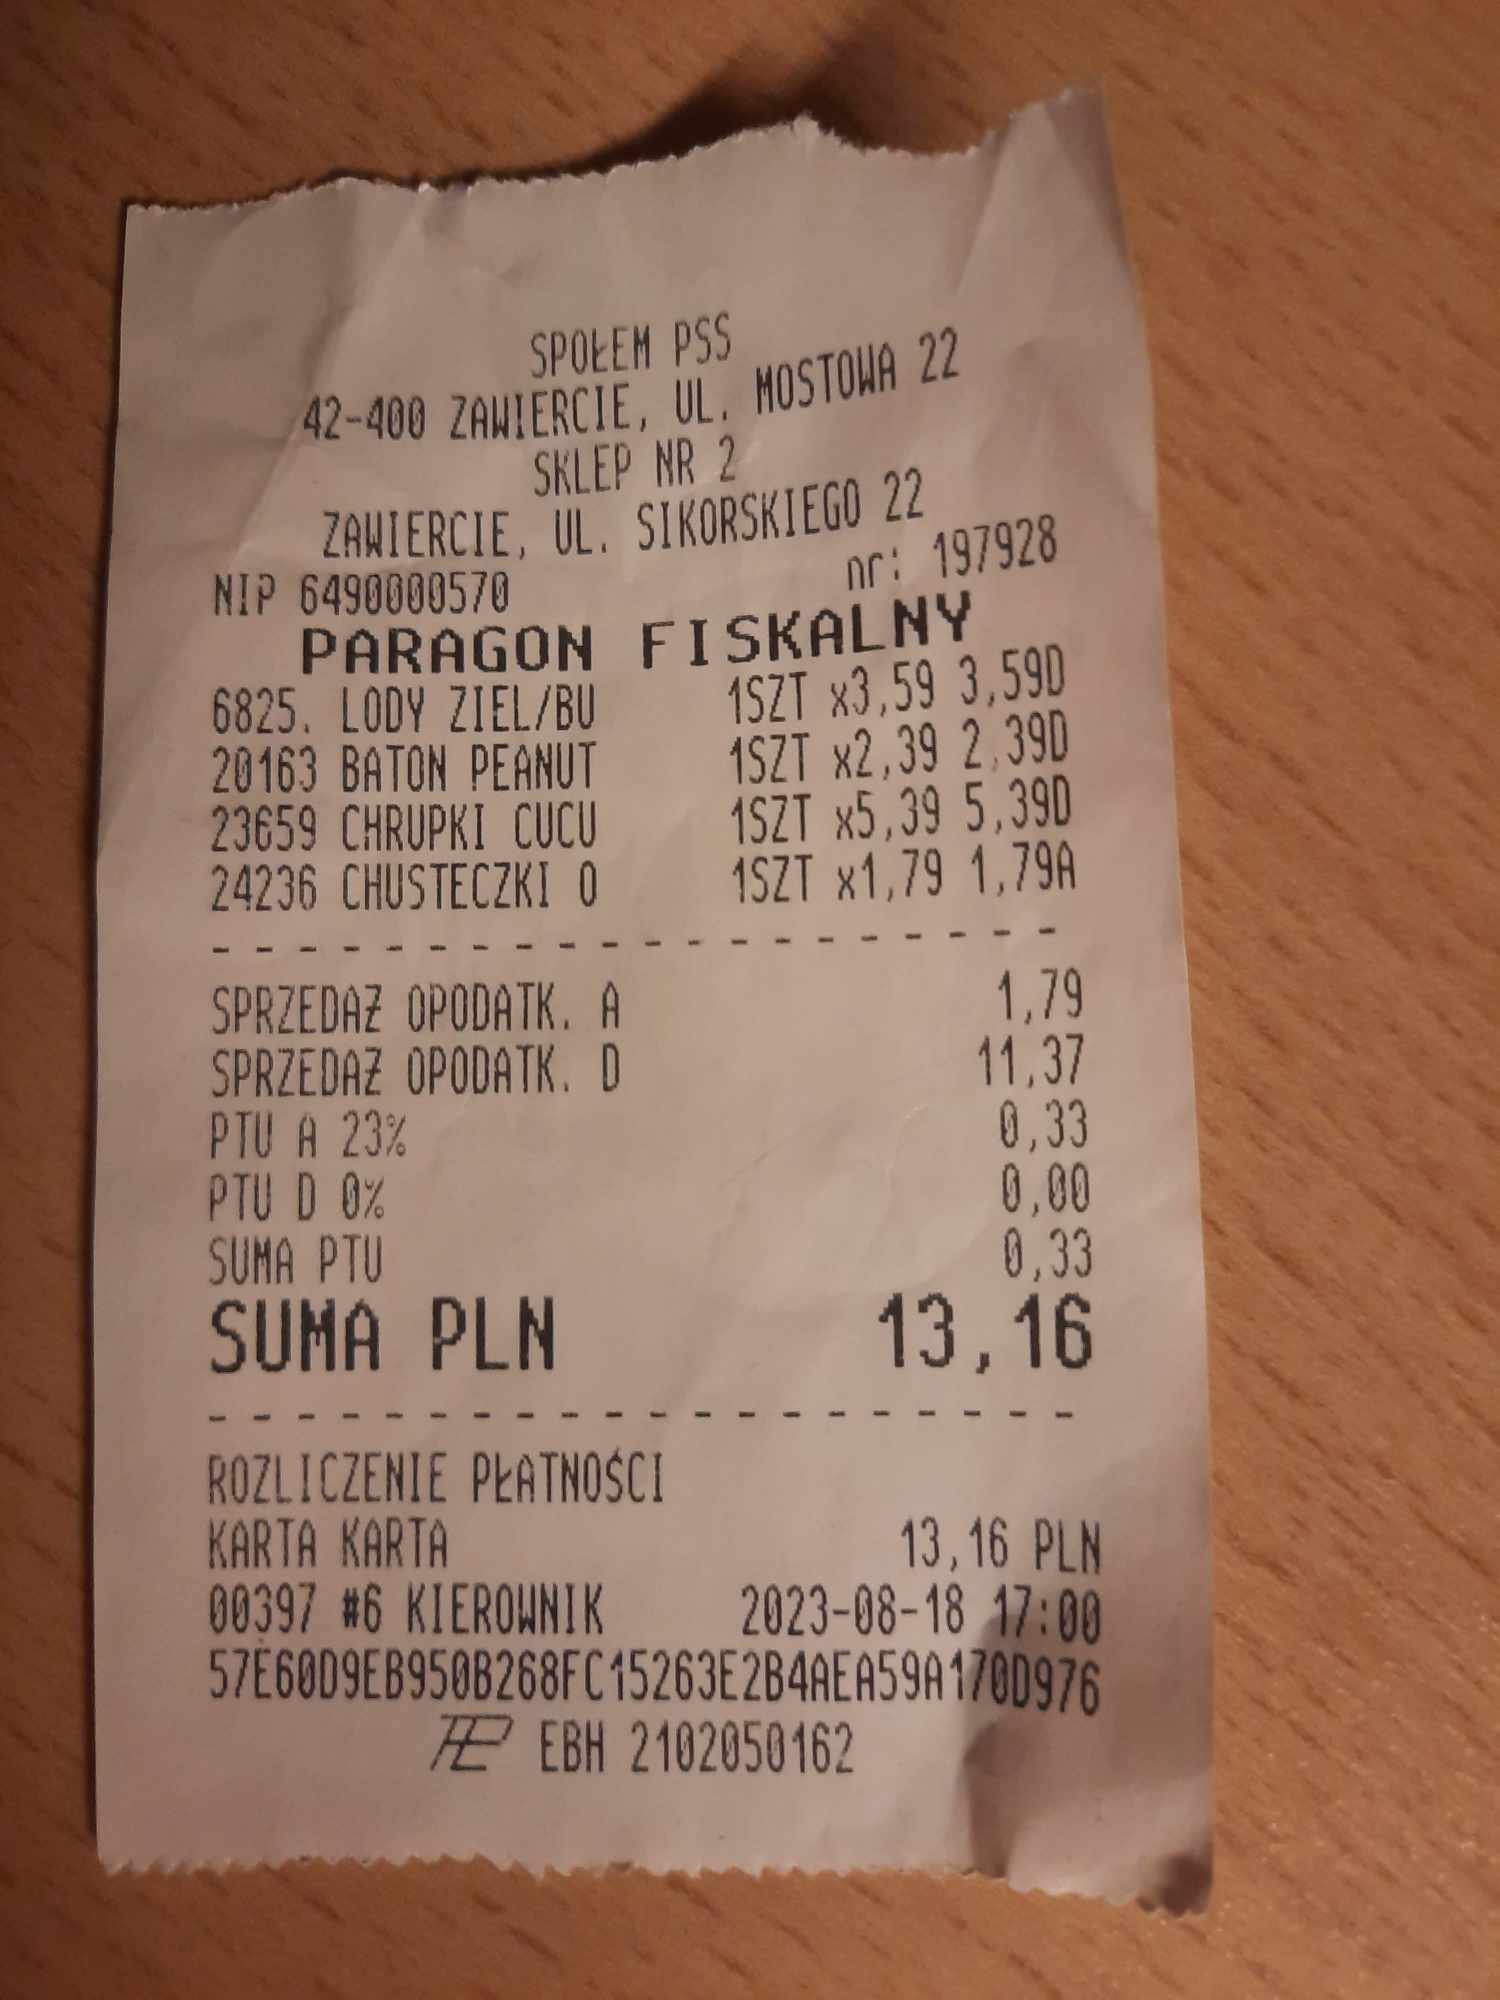 SPOŁEM PSS
42-400 ZAWIERCIE, UL. MOSTOWA 22
SKLEP NR 2
ZAWIERCIE, UL. SIKORSKIEGO 22
NIP 6490000570 nr: 197928
PARAGON FISKALNY
6825. LODY ZIEL/BU 1SZT x3,59 3,59D
20163 BATON PEANUT 1SZT x2,39 2,39D
23659 CHRUPKI CUCU 1SZT x5,39 5,39D
24236 CHUSTECZKI O 1SZT x1,79 1,79A
- - - - - - - - - - - - - - - - - - - -
SPRZEDAŻ OPODATK. A 1,79
SPRZEDAŻ OPODATK. D 11,37
PTU A 23% 0,33
PTU D 0% 0,00
SUMA PTU 0,33
SUMA PLN 13,16
- - - - - - - - - - - - - - - - - - - -
ROZLICZENIE PŁATNOŚCI
KARTA KARTA 13,16 PLN
00397 #6 KIEROWNIK 2023-08-18 17:00
57E60D9EB950B268FC15263E2B4AEA59A170D976
PL EBH 2102050162